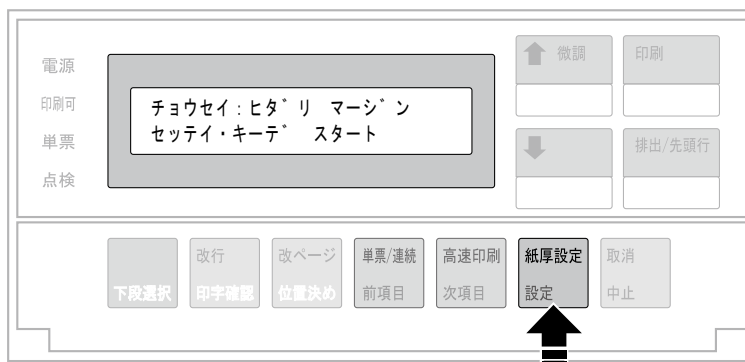 電源
印刷可
単票
点検
チョウセイ:ヒダリ マージン
セッテイ・キーデ スタート
微調
印刷
排出/先頭行
下段選択
改行
印字確認
改ページ
位置決め
単票/連続
前項目
高速印刷
次項目
紙厚設定
設定
取消
中止